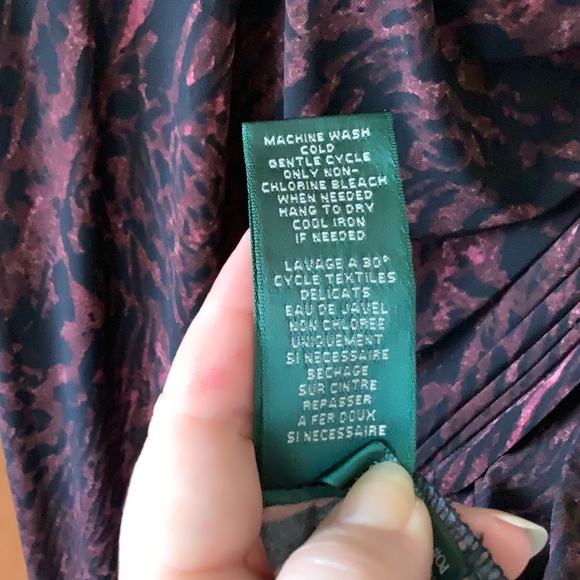 MACHINE WASH
COLD
GENTLE CYCLE
ONLY NON-
CHLORINE BLEACH
WHEN NEEDED
HANG TO DRY
COOL IRON
IF NEEDED
LAVAGE A 30°
CYCLE TEXTILES
DELICATS
EAU DE JAVEL
NON CHLOREE
UNIQUEMENT
SI NECESSAIRE
SECHAGE
SUR CINTRE
REPASSER
A FER DOUX
SI NECESSAIRE